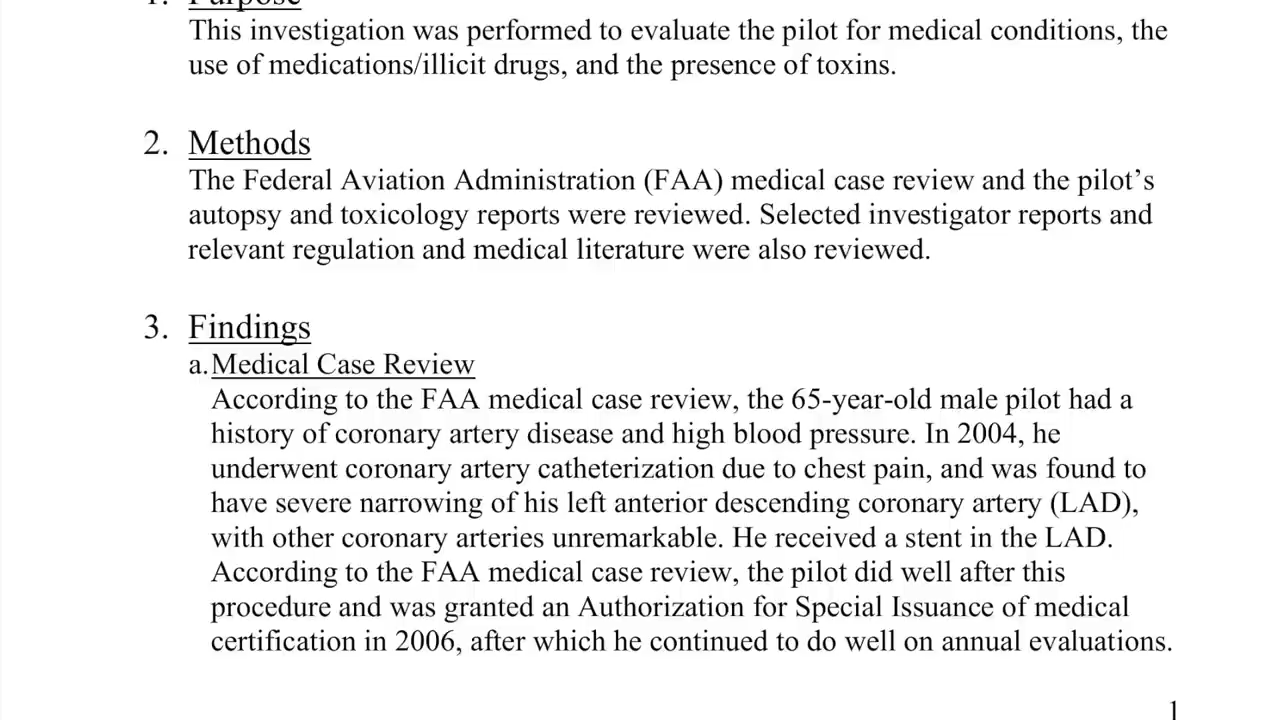 1. Purpose
This investigation was performed to evaluate the pilot for medical conditions, the
use of medications/illicit drugs, and the presence of toxins.
2. Methods
The Federal Aviation Administration (FAA) medical case review and the pilot’s
autopsy and toxicology reports were reviewed. Selected investigator reports and
relevant regulation and medical literature were also reviewed.
3. Findings
a. Medical Case Review
According to the FAA medical case review, the 65-year-old male pilot had a
history of coronary artery disease and high blood pressure. In 2004, he
underwent coronary artery catheterization due to chest pain, and was found to
have severe narrowing of his left anterior descending coronary artery (LAD),
with other coronary arteries unremarkable. He received a stent in the LAD.
According to the FAA medical case review, the pilot did well after this
procedure and was granted an Authorization for Special Issuance of medical
certification in 2006, after which he continued to do well on annual evaluations.
1